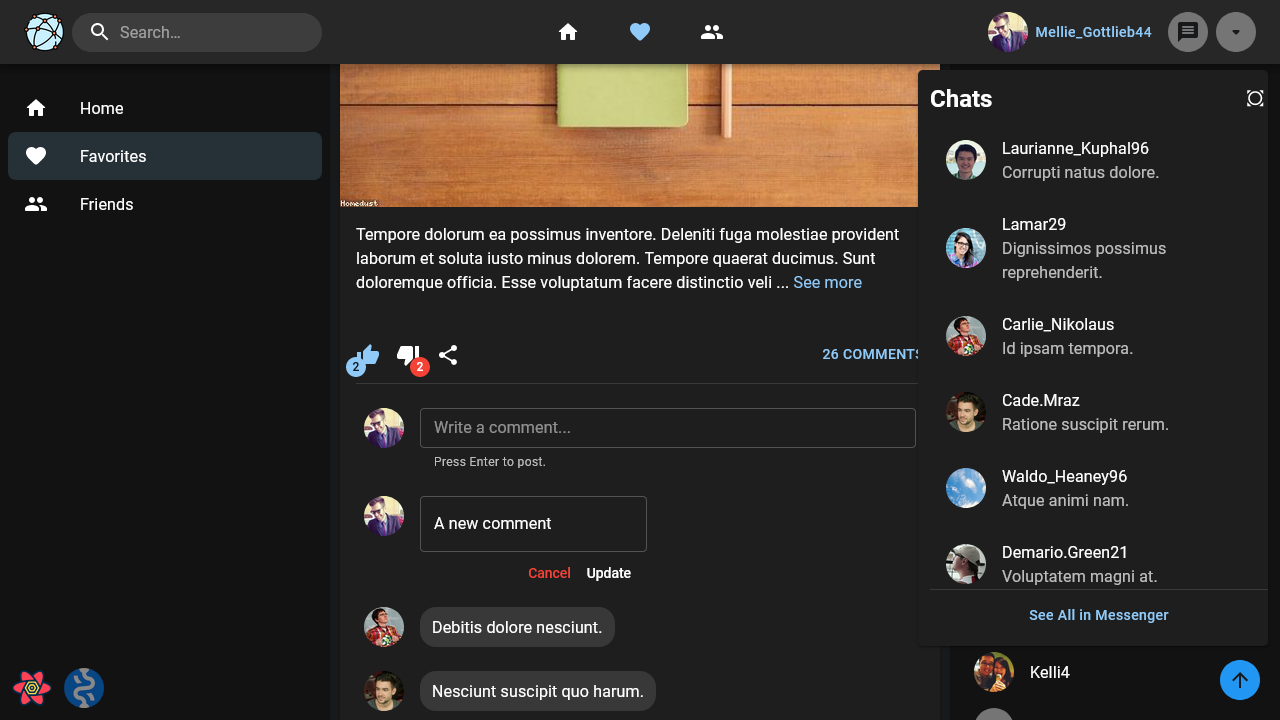 Search…
Mellie_Gottlieb44
Home
Favorites
Friends
Homedust
Tempore dolorum ea possimus inventore. Deleniti fuga molestiae provident
laborum et soluta iusto minus dolorem. Tempore quaerat ducimus. Sunt
doloremque officia. Esse voluptatum facere distinctio veli ... See more
2
2
26 COMMENTS
Write a comment...
Press Enter to post.
A new comment
Cancel
Update
Debitis dolore nesciunt.
Nesciunt suscipit quo harum.
Chats
Laurianne_Kuphal96
Corrupti natus dolore.
Lamar29
Dignissimos possimus
reprehenderit.
Carlie_Nikolaus
Id ipsam tempora.
Cade.Mraz
Ratione suscipit rerum.
Waldo_Heaney96
Atque animi nam.
Demario.Green21
Voluptatem magni at.
See All in Messenger
Kelli4